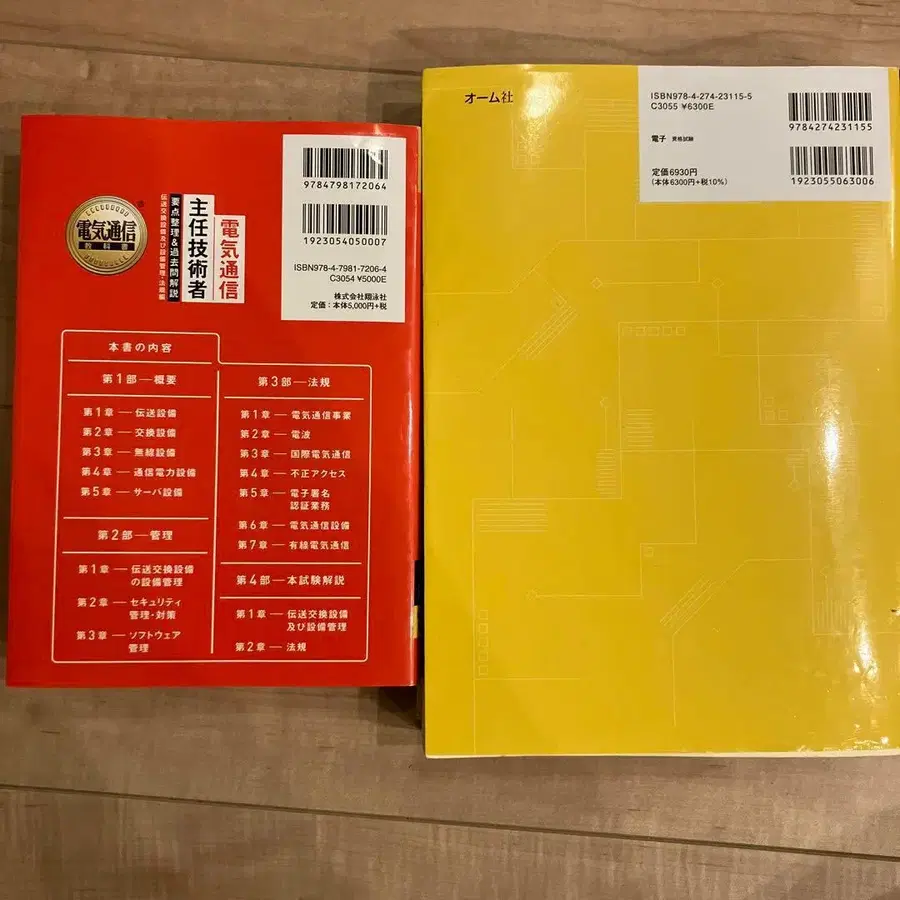 電気通信
教科書
電気通信
主任技術者
要点整理&過去問解説
伝送交換設備及び設備管理・法規編
9784798172064
1923054050007
ISBN978-4-7981-7206-4
C3054 ¥5000E
株式会社翔泳社
定価:本体5,000円+税
本書の内容
第1部―概要
第1章―伝送設備
第2章―交換設備
第3章―無線設備
第4章―通信電力設備
第5章―サーバ設備
第2部―管理
第1章―伝送交換設備
の設備管理
第2章―セキュリティ
管理・対策
第3章―ソフトウェア
管理
第3部―法規
第1章―電気通信事業
第2章―電波
第3章―国際電気通信
第4章―不正アクセス
第5章―電子署名
認証業務
第6章―電気通信設備
第7章―有線電気通信
第4部―本試験解説
第1章―伝送交換設備
及び設備管理
第2章―法規
オーム社
ISBN978-4-274-23115-5
C3055 ¥6300E
9784274231155
電子 資格試験
定価6930円
(本体6300円+税10%)
1923055063006